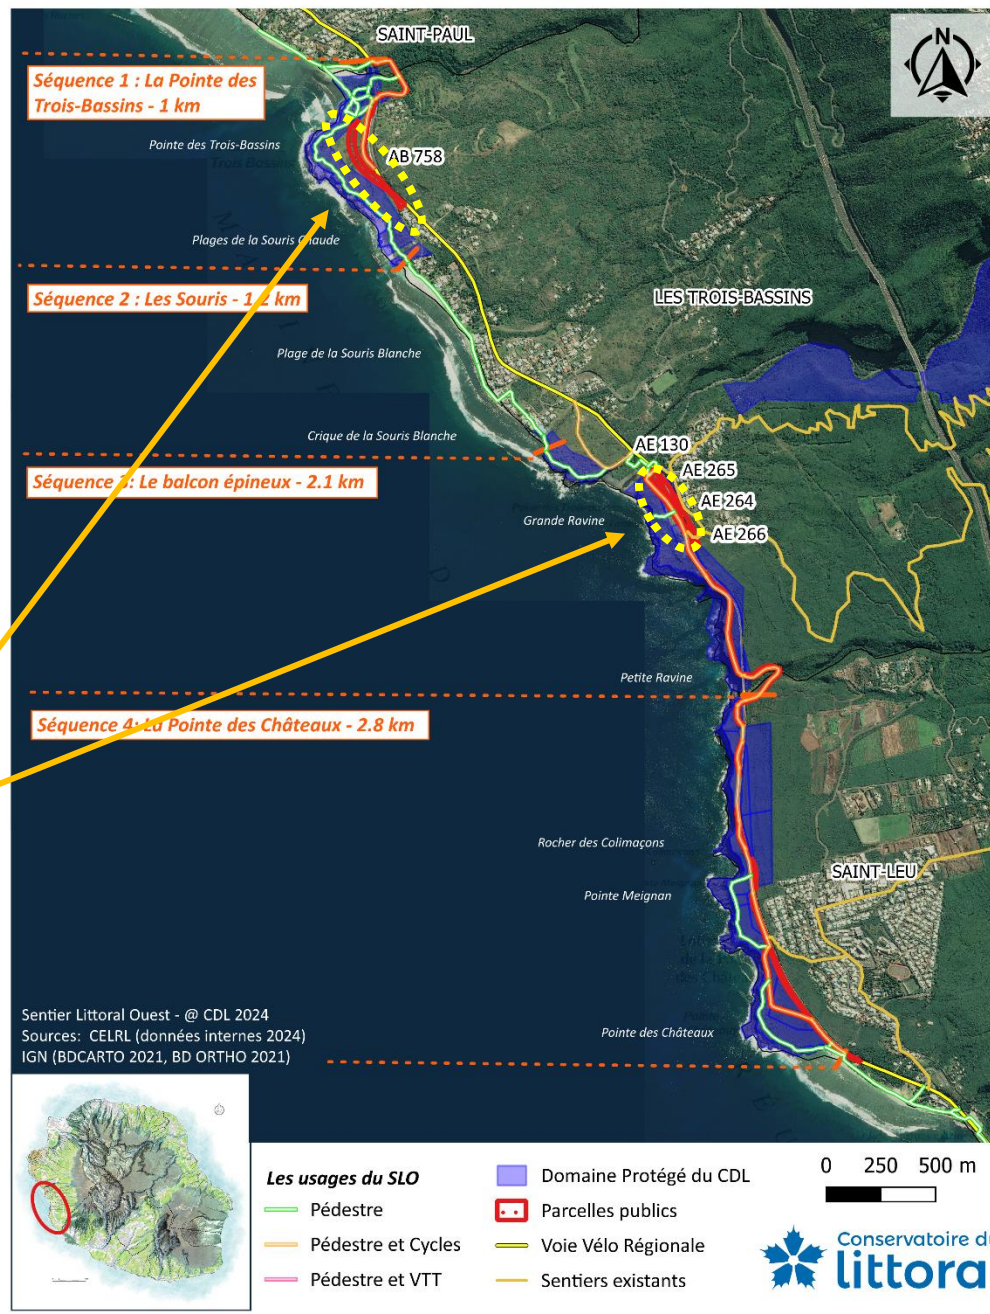 SAINT-PAUL
N
Séquence 1 : La Pointe des
Trois-Bassins - 1 km
Pointe des Trois-Bassins
AB 758
Plages de la Souris Chaude
Séquence 2 : Les Souris - 1.2 km
LES TROIS-BASSINS
Plage de la Souris Blanche
Crique de la Souris Blanche
AE 130
Séquence 3: Le balcon épineux - 2.1 km
AE 265
AE 264
Grande Ravine
AE 266
Petite Ravine
Séquence 4: La Pointe des Châteaux - 2.8 km
Rocher des Colimaçons
SAINT-LEU
Pointe Meignan
Pointe des Châteaux
Sentier Littoral Ouest - @ CDL 2024
Sources: CELRL (données internes 2024)
IGN (BDCARTO 2021, BD ORTHO 2021)
Les usages du SLO
Pédestre
Pédestre et Cycles
Pédestre et VTT
Domaine Protégé du CDL
Parcelles publics
Voie Vélo Régionale
Sentiers existants
0 250 500 m
Conservatoire du
littora